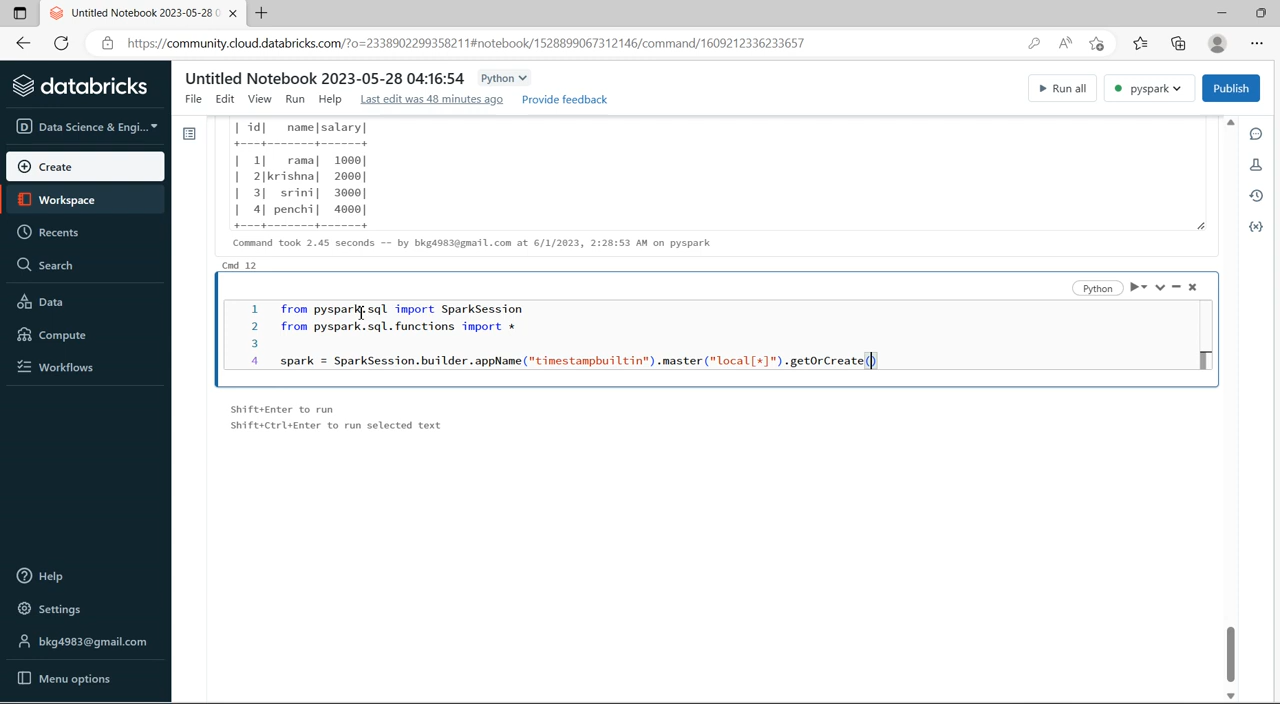 Untitled Notebook 2023-05-28 0
https://community.cloud.databricks.com/?o=2338902299358211#notebook/1528899067312146/command/1609212336233657
databricks
D Data Science & Engi...
Create
Workspace
Recents
Search
Data
Compute
Workflows
Help
Settings
bkg4983@gmail.com
Menu options
Untitled Notebook 2023-05-28 04:16:54 Python
File Edit View Run Help Last edit was 48 minutes ago Provide feedback
Run all pyspark Publish
| id| name|salary|
+---+-------+------+
| 1| rama| 1000|
| 2|krishna| 2000|
| 3| srini| 3000|
| 4| penchi| 4000|
+---+-------+------+
Command took 2.45 seconds -- by bkg4983@gmail.com at 6/1/2023, 2:28:53 AM on pyspark
Cmd 12
Python
1 from pyspark.sql import SparkSession
2 from pyspark.sql.functions import *
3
4 spark = SparkSession.builder.appName("timestampbuiltin").master("local[*]").getOrCreate()
Shift+Enter to run
Shift+Ctrl+Enter to run selected text